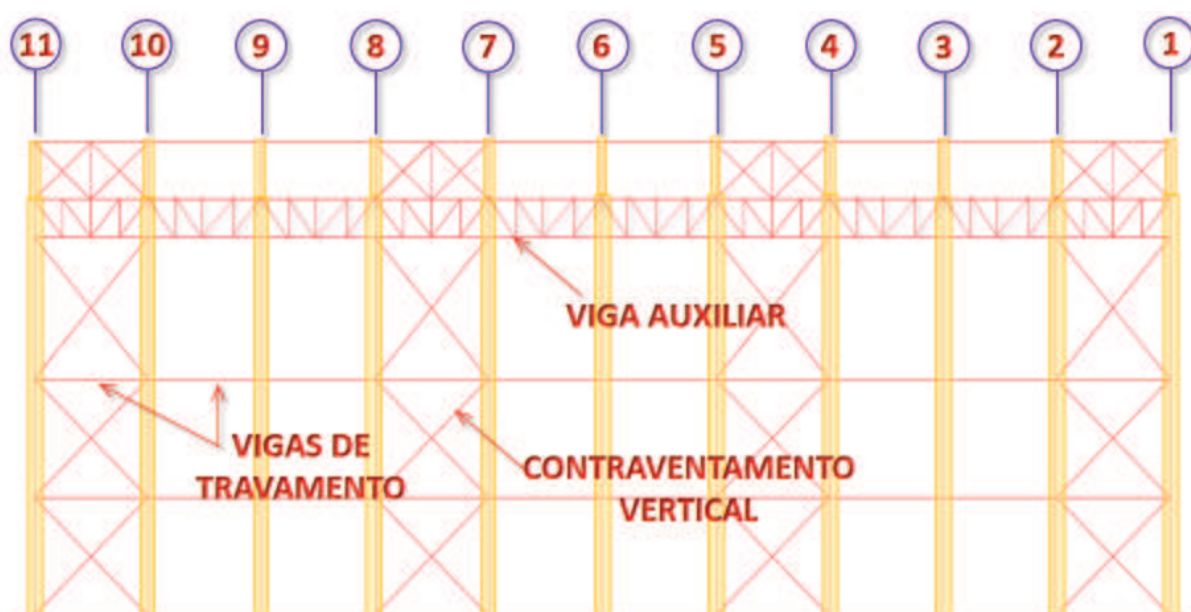 11 10 9 8 7 6 5 4 3 2 1
VIGA AUXILIAR
VIGAS DE
TRAVAMENTO
CONTRAVENTAMENTO
VERTICAL